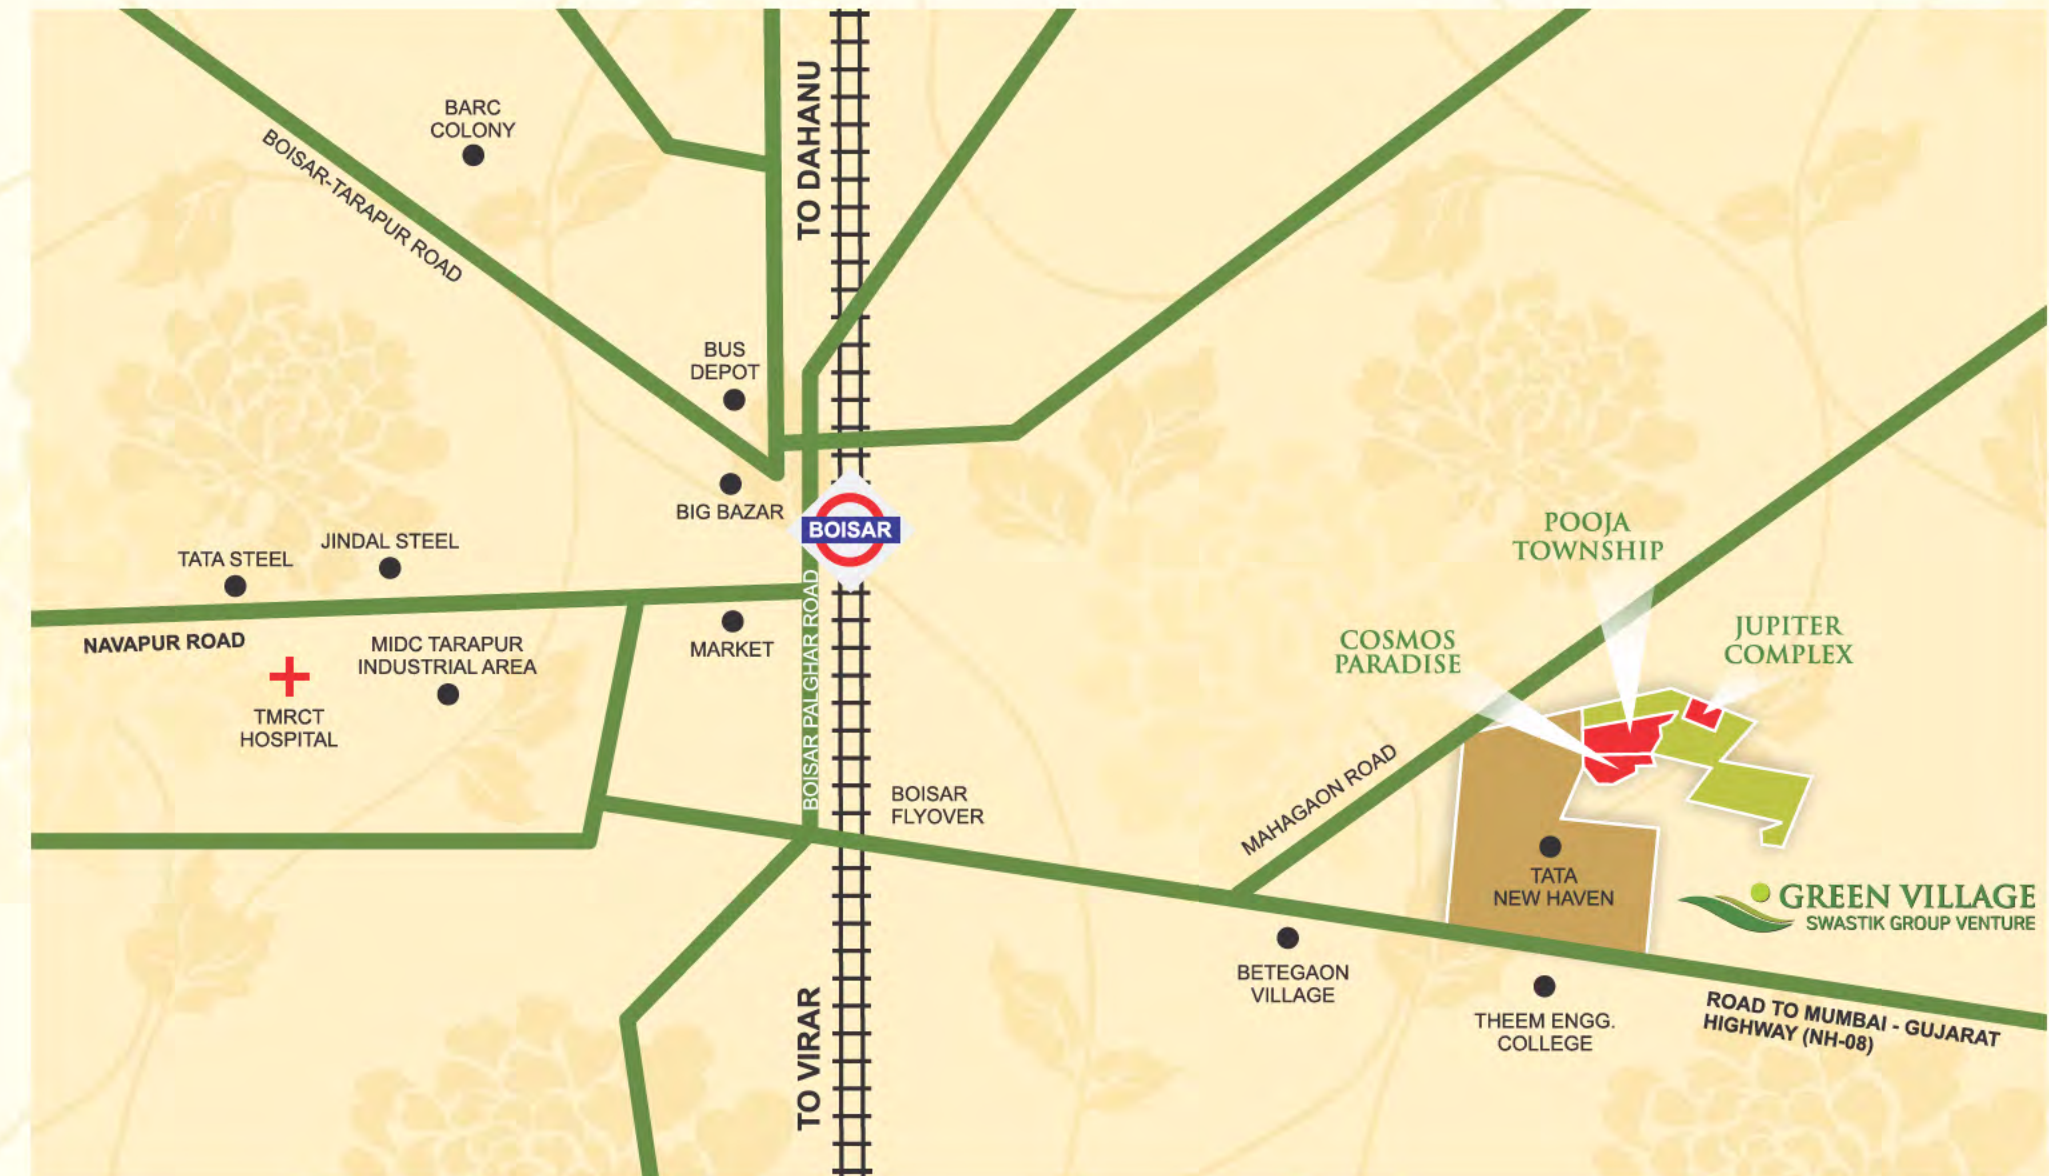 TO DAHANU
BARC
COLONY
BOISAR-TARAPUR ROAD
BUS
DEPOT
BIG BAZAR
BOISAR
POOJA
TOWNSHIP
TATA STEEL
JINDAL STEEL
NAVAPUR ROAD
MIDC TARAPUR
INDUSTRIAL AREA
MARKET
BOISAR PALGHAR ROAD
COSMOS
PARADISE
JUPITER
COMPLEX
TMRCT
HOSPITAL
BOISAR
FLYOVER
MAHAGAON ROAD
TATA
NEW HAVEN
GREEN VILLAGE
SWASTIK GROUP VENTURE
BETEGAON
VILLAGE
THEEM ENGG.
COLLEGE
ROAD TO MUMBAI - GUJARAT
HIGHWAY (NH-08)
TO VIRAR